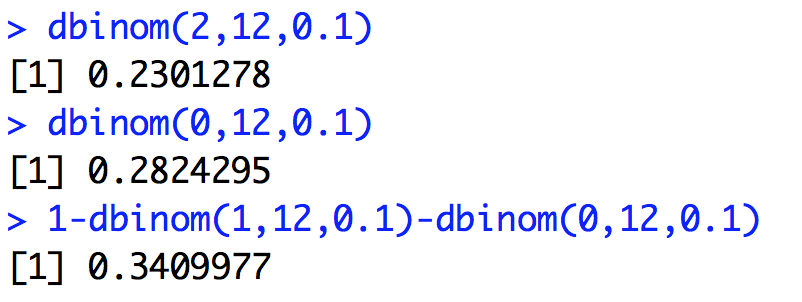 > dbinom(2,12,0.1)
[1] 0.2301278
> dbinom(0,12,0.1)
[1] 0.2824295
> 1-dbinom(1,12,0.1)-dbinom(0,12,0.1)
[1] 0.3409977